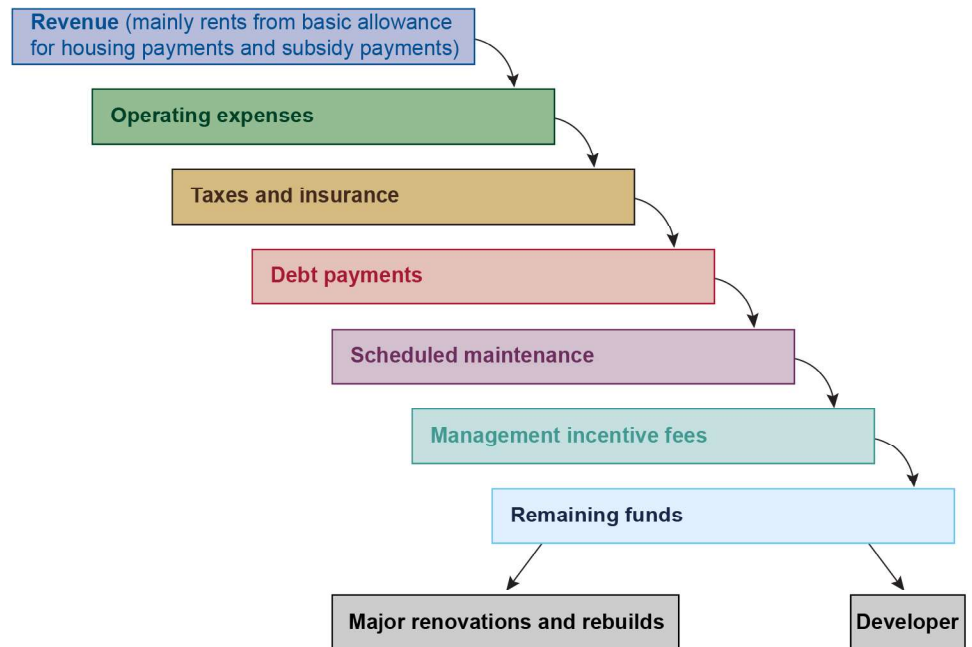 Revenue (mainly rents from basic allowance
for housing payments and subsidy payments)
Operating expenses
Taxes and insurance
Debt payments
Scheduled maintenance
Management incentive fees
Remaining funds
Major renovations and rebuilds
Developer